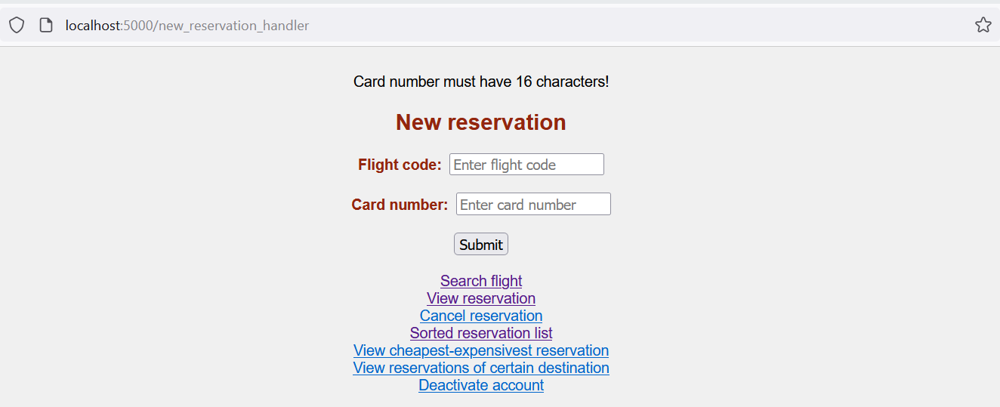 localhost:5000/new_reservation_handler
Card number must have 16 characters!
New reservation
Flight code: Enter flight code
Card number: Enter card number
Submit
Search flight
View reservation
Cancel reservation
Sorted reservation list
View cheapest-expensivest reservation
View reservations of certain destination
Deactivate account